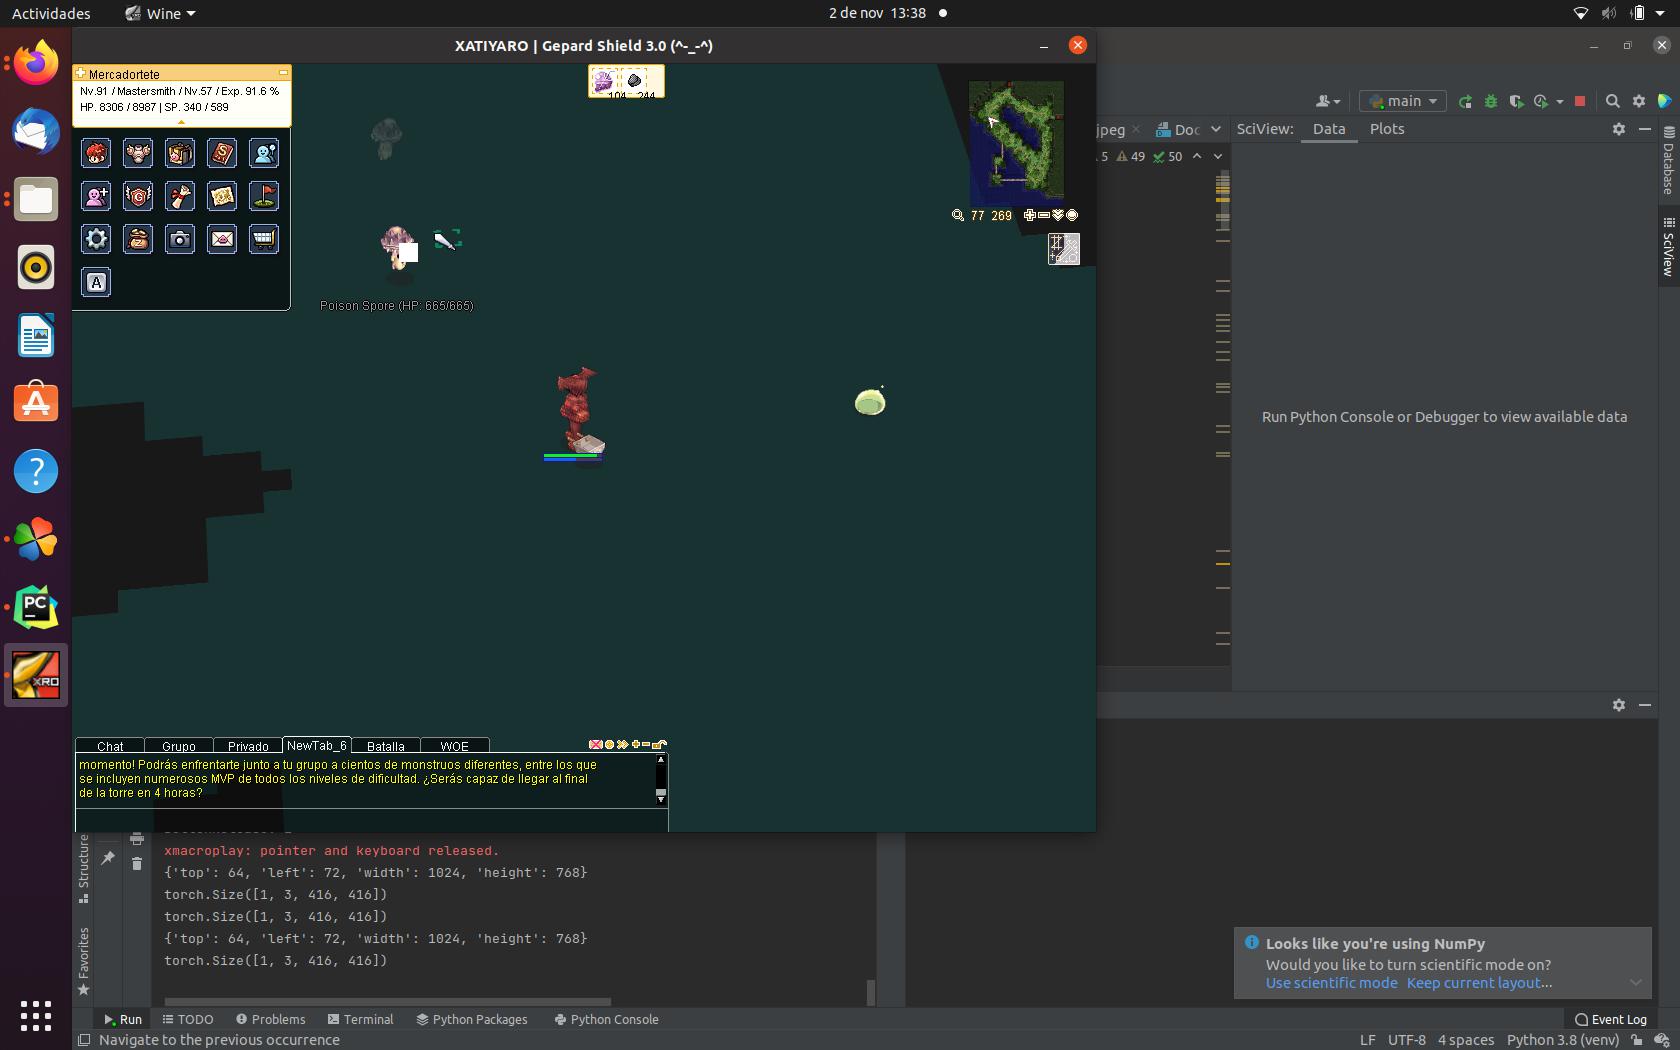 Actividades
Wine
2 de nov 13:38
XATIYARO | Gepard Shield 3.0 (^-_-^)
Mercadortete
Nv.91 / Mastersmith / Nv.57 / Exp. 91.6 %
HP. 8306 / 8987 | SP. 340 / 589
104 244
77 269
A
Poison Spore (HP: 665/665)
main
jpeg
Doc
SciView:
Data
Plots
5
49
50
Database
SciView
Run Python Console or Debugger to view available data
PC
XRO
Chat
Grupo
Privado
NewTab_6
Batalla
WOE
momento! Podrás enfrentarte junto a tu grupo a cientos de monstruos diferentes, entre los que
se incluyen numerosos MVP de todos los niveles de dificultad. ¿Serás capaz de llegar al final
de la torre en 4 horas?
Structure
Favorites
xmacroplay: pointer and keyboard released.
{'top': 64, 'left': 72, 'width': 1024, 'height': 768}
torch.Size([1, 3, 416, 416])
torch.Size([1, 3, 416, 416])
{'top': 64, 'left': 72, 'width': 1024, 'height': 768}
torch.Size([1, 3, 416, 416])
Looks like you're using NumPy
Would you like to turn scientific mode on?
Use scientific mode Keep current layout...
Run
TODO
Problems
Terminal
Python Packages
Python Console
Event Log
Navigate to the previous occurrence
LF UTF-8 4 spaces Python 3.8 (venv)